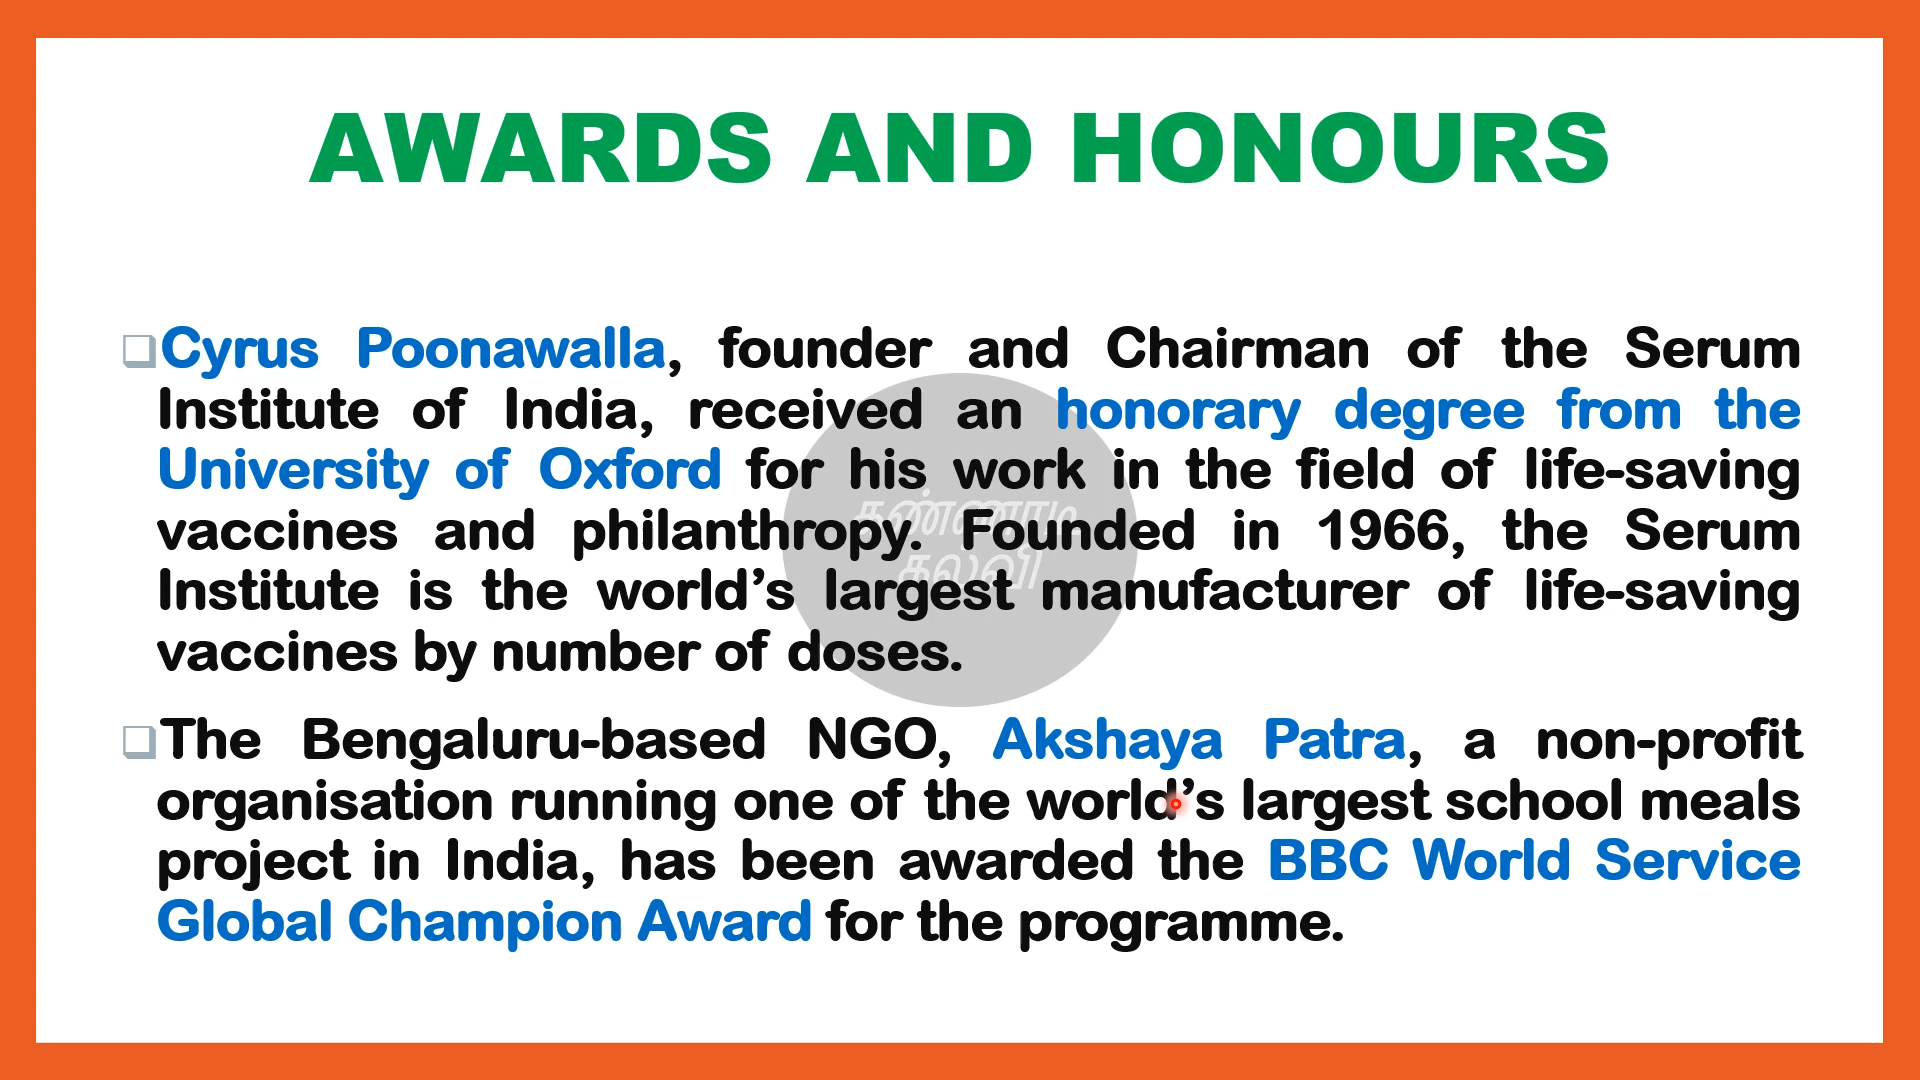 AWARDS AND HONOURS
Cyrus Poonawalla, founder and Chairman of the Serum
Institute of India, received an honorary degree from the
University of Oxford for his work in the field of life-saving
vaccines and philanthropy. Founded in 1966, the Serum
Institute is the world’s largest manufacturer of life-saving
vaccines by number of doses.
The Bengaluru-based NGO, Akshaya Patra, a non-profit
organisation running one of the world’s largest school meals
project in India, has been awarded the BBC World Service
Global Champion Award for the programme.